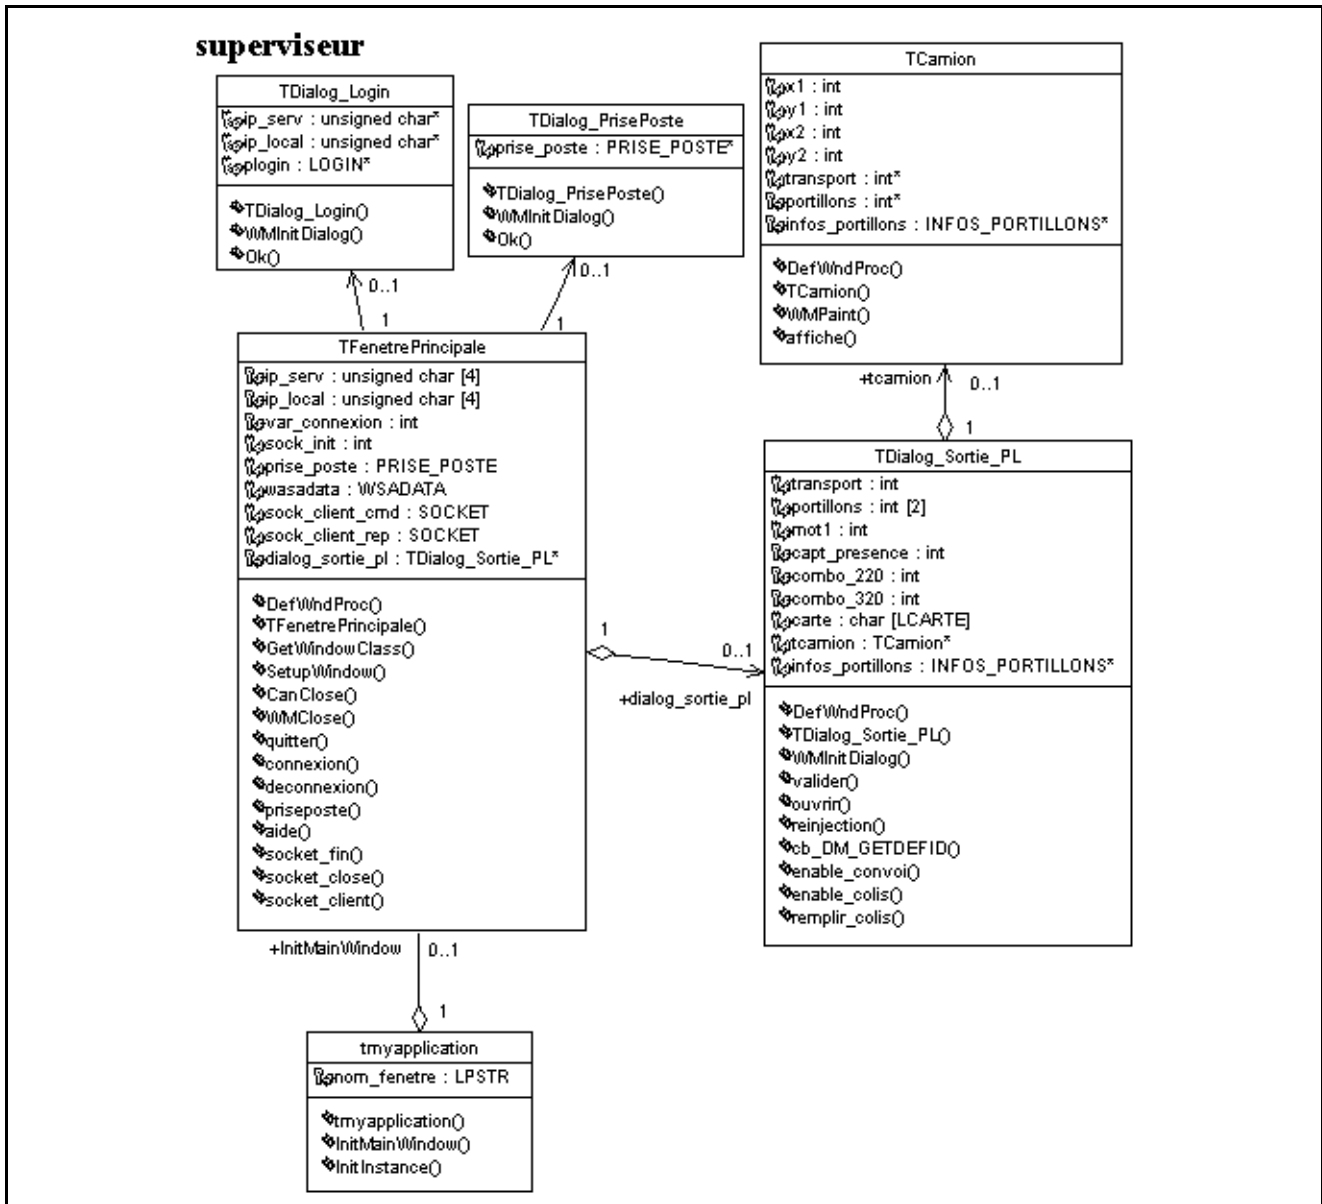 superviseur
TDialog_Login
ip_serv : unsigned char*
ip_local : unsigned char*
plogin : LOGIN*
TDialog_Login()
WMInitDialog()
Ok()
TDialog_PrisePoste
prise_poste : PRISE_POSTE*
TDialog_PrisePoste()
WMInitDialog()
Ok()
TCamion
x1 : int
y1 : int
x2 : int
y2 : int
transport : int*
portillons : int*
infos_portillons : INFOS_PORTILLONS*
DefWndProc()
TCamion()
WMPaint()
affiche()
0..1
1
0..1
1
TFenetrePrincipale
ip_serv : unsigned char [4]
ip_local : unsigned char [4]
var_connexion : int
sock_init : int
prise_poste : PRISE_POSTE
wasadata : WSADATA
sock_client_cmd : SOCKET
sock_client_rep : SOCKET
dialog_sortie_pl : TDialog_Sortie_PL*
DefWndProc()
TFenetrePrincipale()
GetWindowClass()
SetupWindow()
CanClose()
WMClose()
quitter()
connexion()
deconnexion()
priseposte()
aide()
socket_fin()
socket_close()
socket_client()
+tcamion
0..1
1
1
0..1
+dialog_sortie_pl
TDialog_Sortie_PL
transport : int
portillons : int [2]
mot1 : int
capt_presence : int
combo_220 : int
combo_320 : int
carte : char [LCARTE]
tcamion : TCamion*
infos_portillons : INFOS_PORTILLONS*
DefWndProc()
TDialog_Sortie_PL()
WMInitDialog()
valider()
ouvrir()
reinjection()
cb_DM_GETDEFID()
enable_convoi()
enable_colis()
remplir_colis()
+InitMainWindow
0..1
1
tmyapplication
nom_fenetre : LPSTR
tmyapplication()
InitMainWindow()
InitInstance()